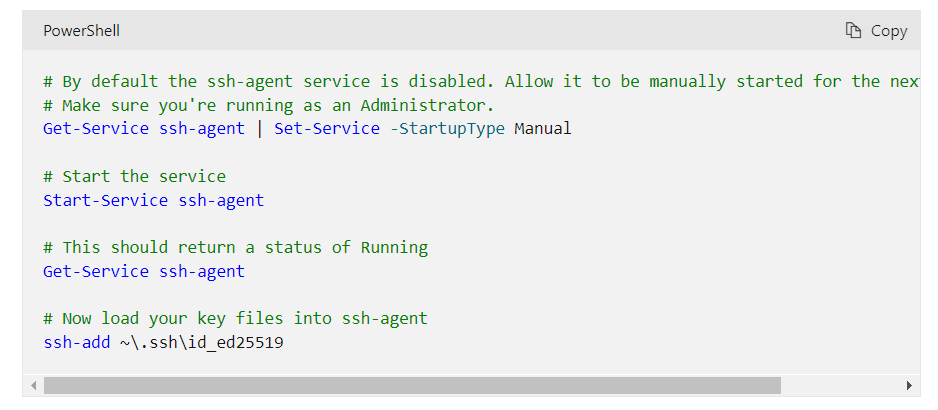 PowerShell
Copy
# By default the ssh-agent service is disabled. Allow it to be manually started for the
# Make sure you're running as an Administrator.
Get-Service ssh-agent | Set-Service -StartupType Manual
# Start the service
Start-Service ssh-agent
# This should return a status of Running
Get-Service ssh-agent
# Now load your key files into ssh-agent
ssh-add ~\.ssh\id_ed25519